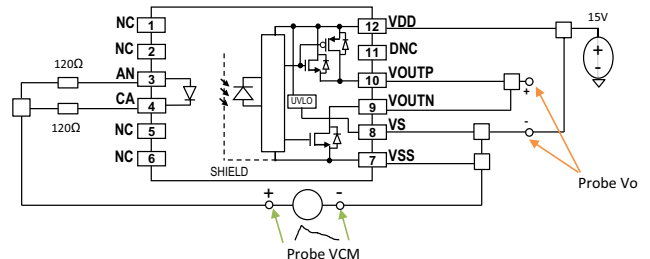 NC 1
NC 2
120Ω AN 3
CA 4
120Ω
NC 5
NC 6
SHIELD
UVLO
12 VDD
11 DNC
10 VOUTP
9 VOUTN
8 VS
7 VSS
15V
+
-
+
-
Probe Vo
+ -
Probe VCM